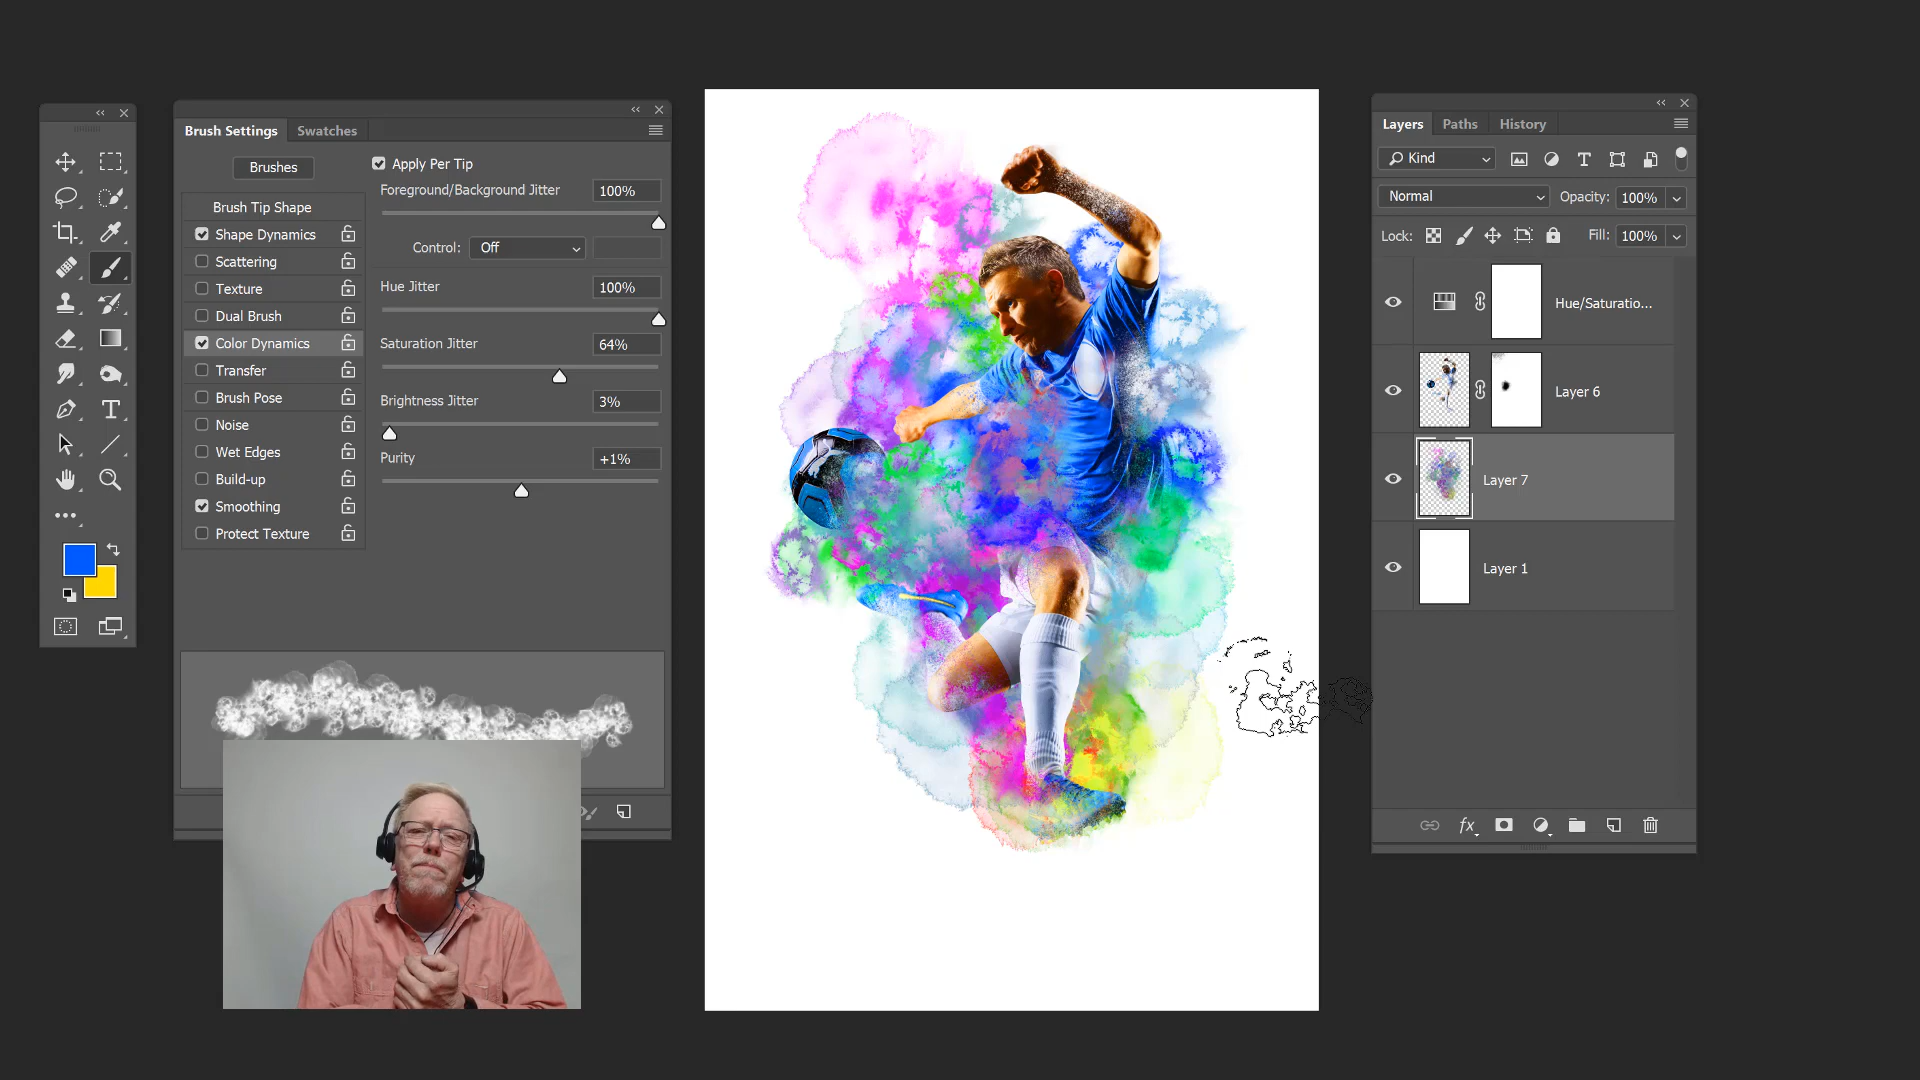 Brush Settings
Swatches
Brushes
Apply Per Tip
Foreground/Background Jitter
100%
Control:
Off
Hue Jitter
100%
Saturation Jitter
64%
Brightness Jitter
3%
Purity
+1%
Brush Tip Shape
Shape Dynamics
Scattering
Texture
Dual Brush
Color Dynamics
Transfer
Brush Pose
Noise
Wet Edges
Build-up
Smoothing
Protect Texture
Layers
Paths
History
Kind
Normal
Opacity:
100%
Lock:
Fill:
100%
Hue/Saturatio...
Layer 6
Layer 7
Layer 1
fx